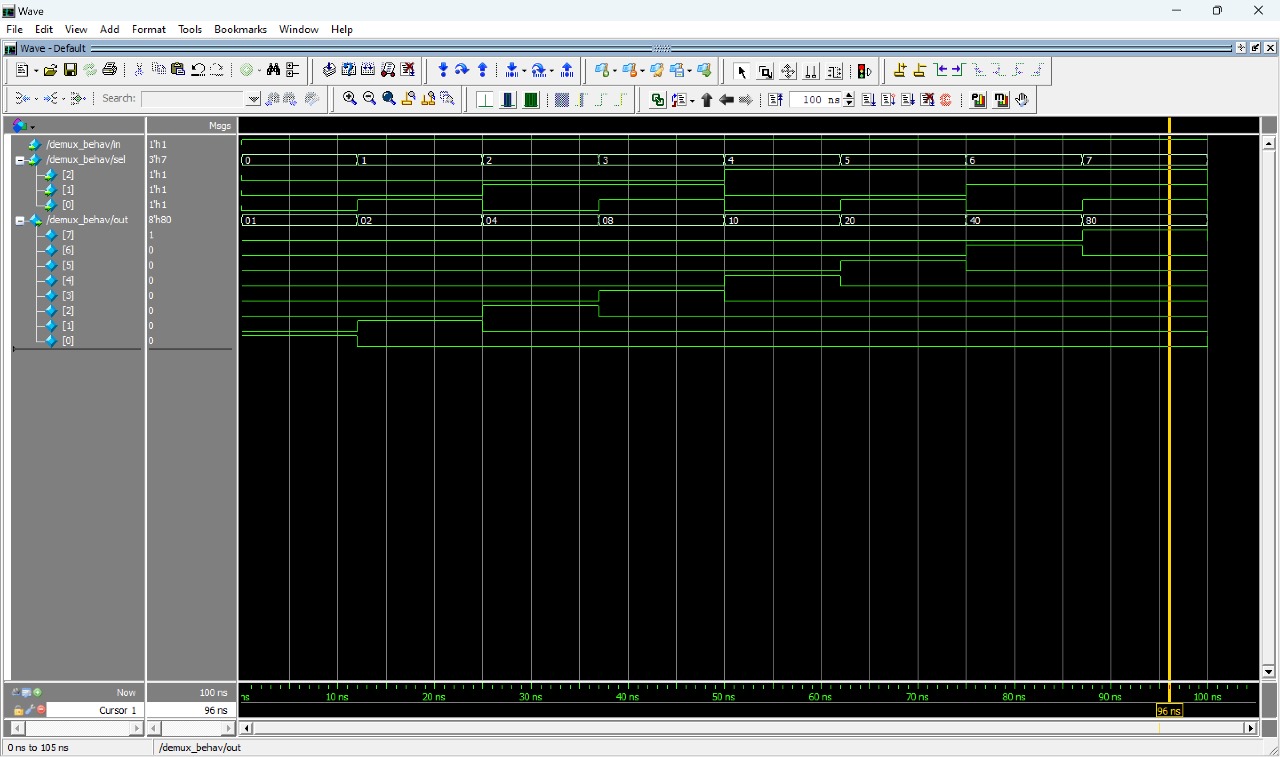 Wave
File Edit View Add Format Tools Bookmarks Window Help
Wave - Default
Search:
100 ns
Msgs
/demux_behav/in 1'h1
/demux_behav/sel 3'h7 0 1 2 3 4 5 6 7
[2] 1'h1
[1] 1'h1
[0] 1'h1
/demux_behav/out 8'h80 01 02 04 08 10 20 40 80
[7] 1
[6] 0
[5] 0
[4] 0
[3] 0
[2] 0
[1] 0
[0] 0
Now 100 ns ns 10 ns 20 ns 30 ns 40 ns 50 ns 60 ns 70 ns 80 ns 90 ns 100 ns
Cursor 1 96 ns 96 ns
0 ns to 105 ns /demux_behav/out